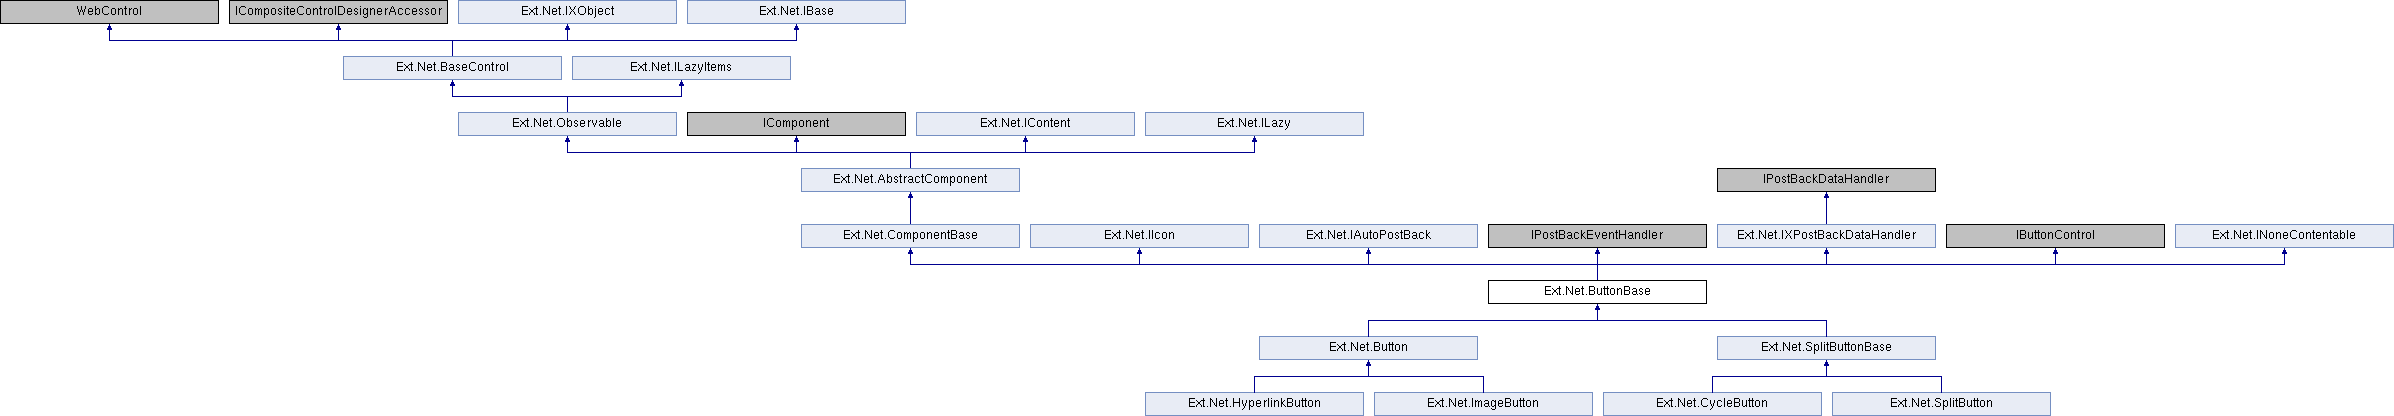 WebControl
ICompositeControlDesignerAccessor
Ext.Net.IXObject
Ext.Net.IBase
Ext.Net.BaseControl
Ext.Net.ILazyItems
Ext.Net.Observable
IComponent
Ext.Net.IContent
Ext.Net.ILazy
Ext.Net.AbstractComponent
IPostBackDataHandler
Ext.Net.ComponentBase
Ext.Net.IIcon
Ext.Net.IAutoPostBack
IPostBackEventHandler
Ext.Net.IXPostBackDataHandler
IButtonControl
Ext.Net.INoneContentable
Ext.Net.ButtonBase
Ext.Net.Button
Ext.Net.SplitButtonBase
Ext.Net.HyperlinkButton
Ext.Net.ImageButton
Ext.Net.CycleButton
Ext.Net.SplitButton